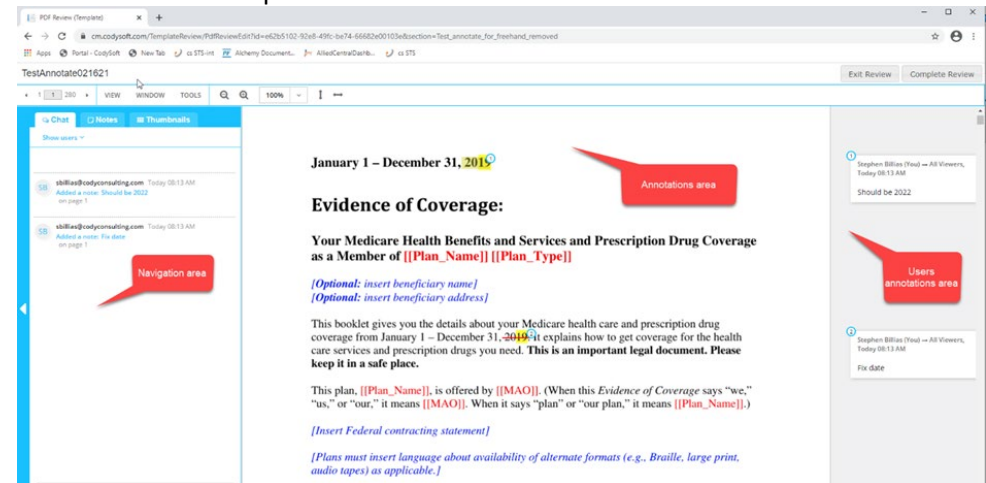 PDF Review (Template)
cm.codysoft.com/TemplateReview/PdfReviewEdit?id=e62b5102-92e8-49fc-be74-66682e00103e&section=Test_annotate_for_freehand_removed
Apps Portal - CodySoft New Tab cs STS-int Alchemy Document... AlliedCentralDashb... cs STS
TestAnnotate021621
Exit Review Complete Review
1 1 280 VIEW WINDOW TOOLS 100%
Chat Notes Thumbnails
Show users
SB
sbillias@codyconsulting.com Today 08:13 AM
Added a note: Should be 2022
on page 1
SB
sbillias@codyconsulting.com Today 08:13 AM
Added a note: Fix date
on page 1
Navigation area
January 1 – December 31, 2019
1
Annotations area
Evidence of Coverage:
Your Medicare Health Benefits and Services and Prescription Drug Coverage
as a Member of [[Plan_Name]] [[Plan_Type]]
[Optional: insert beneficiary name]
[Optional: insert beneficiary address]
This booklet gives you the details about your Medicare health care and prescription drug
coverage from January 1 – December 31, 2019. It explains how to get coverage for the health
care services and prescription drugs you need. This is an important legal document. Please
keep it in a safe place.
This plan, [[Plan_Name]], is offered by [[MAO]]. (When this Evidence of Coverage says “we,”
“us,” or “our,” it means [[MAO]]. When it says “plan” or “our plan,” it means [[Plan_Name]].)
[Insert Federal contracting statement]
[Plans must insert language about availability of alternate formats (e.g., Braille, large print,
audio tapes) as applicable.]
1
Stephen Billias (You) — All Viewers,
Today 08:13 AM
Should be 2022
Users
annotations area
2
Stephen Billias (You) — All Viewers,
Today 08:13 AM
Fix date